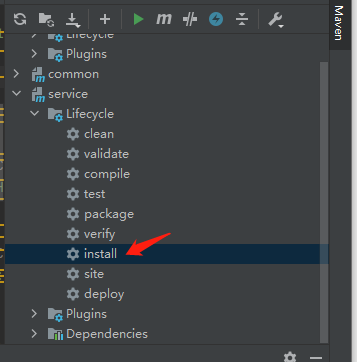 Lifecycle
Plugins
common
service
Lifecycle
clean
validate
compile
test
package
verify
install
site
deploy
Plugins
Dependencies
Maven